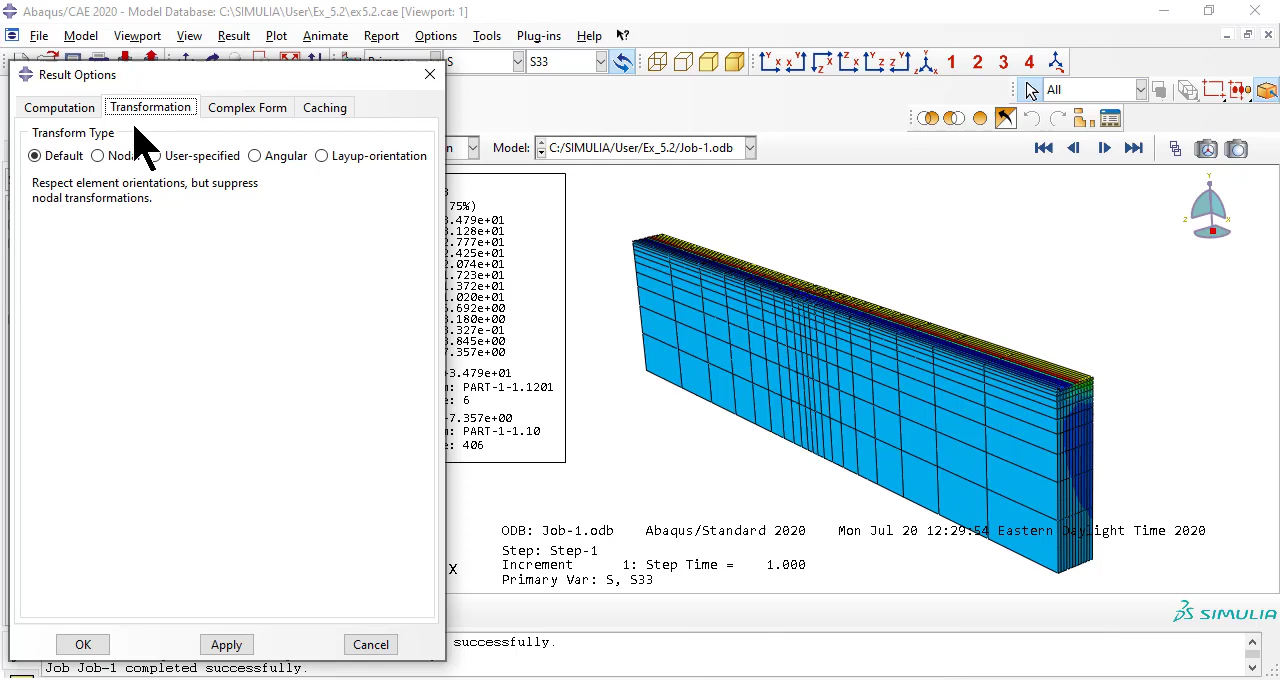 Abaqus/CAE 2020 - Model Database: C:\SIMULIA\User\Ex_5.2\ex5.2.cae [Viewport: 1]
File Model Viewport View Result Plot Animate Report Options Tools Plug-ins Help
S S33
1 2 3 4
Result Options
All
Computation Transformation Complex Form Caching
Transform Type
Default User-specified Angular Layup-orientation
Respect element orientations, but suppress
nodal transformations.
Model: C:/SIMULIA/User/Ex_5.2/Job-1.odb
75%)
.479e+01
.128e+01
.777e+01
.425e+01
.074e+01
.723e+01
.372e+01
.020e+01
.692e+00
.180e+00
.327e-01
.845e+00
.357e+00
3.479e+01
: PART-1-1.1201
: 6
7.357e+00
: PART-1-1.10
: 406
Y
Z X
ODB: Job-1.odb Abaqus/Standard 2020 Mon Jul 20 12:29:54 Eastern Daylight Time 2020
Step: Step-1
X
Increment 1: Step Time = 1.000
Primary Var: S, S33
SIMULIA
OK Apply Cancel
successfully.
Job Job-1 completed successfully.